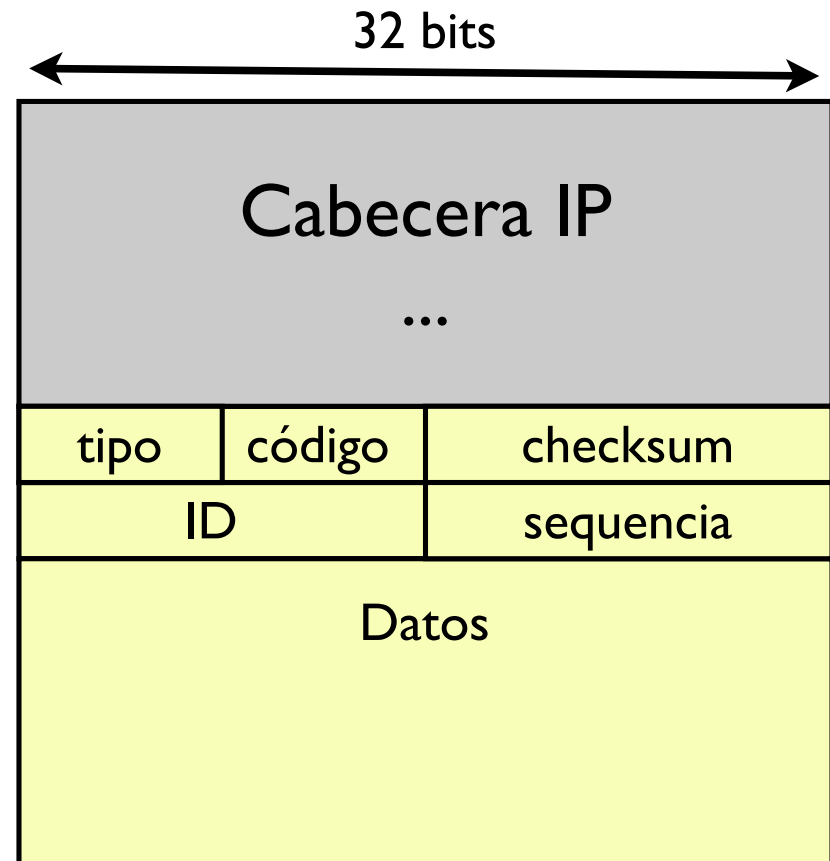 32 bits
Cabecera IP
...
tipo código checksum
ID sequencia
Datos